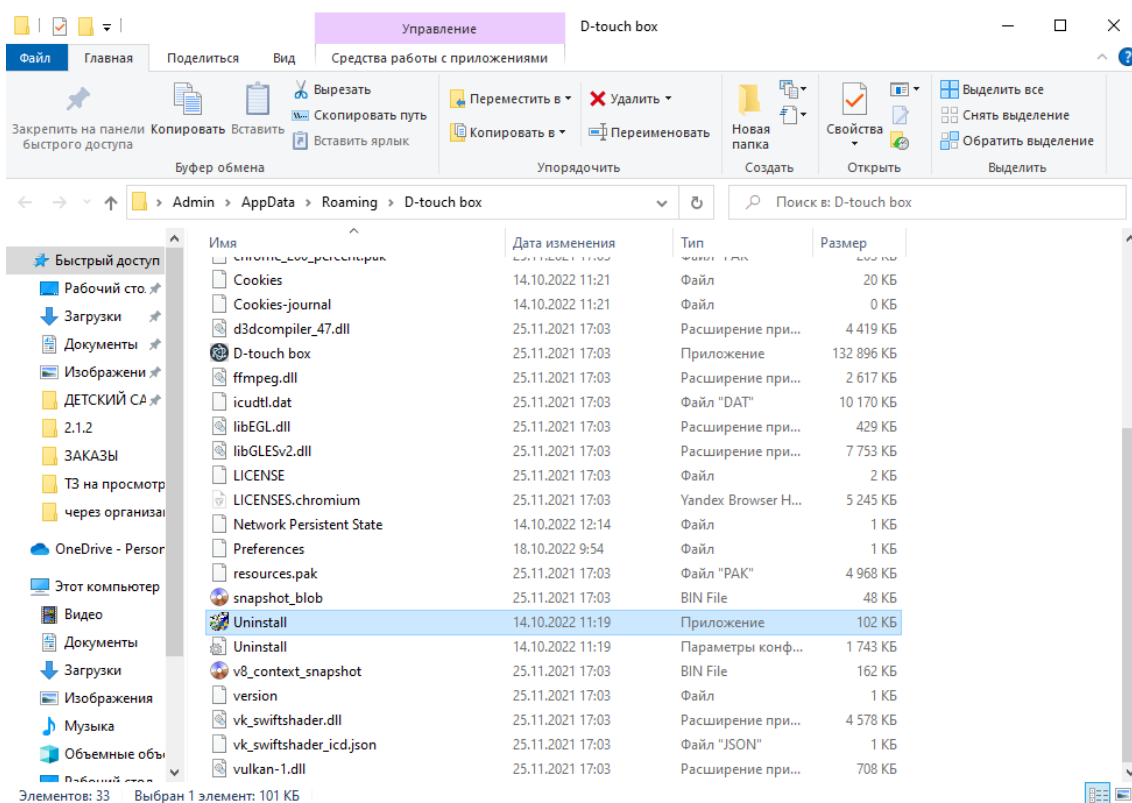 Управление
D-touch box
Файл
Главная
Поделиться
Вид
Средства работы с приложениями
Закрепить на панели быстрого доступа
Копировать
Вставить
Вырезать
Скопировать путь
Вставить ярлык
Буфер обмена
Переместить в
Копировать в
Удалить
Переименовать
Упорядочить
Новая папка
Создать
Свойства
Открыть
Выделить все
Снять выделение
Обратить выделение
Выделить
Admin > AppData > Roaming > D-touch box
Поиск в: D-touch box
Быстрый доступ
Рабочий сто.
Загрузки
Документы
Изображени
ДЕТСКИЙ СА
2.1.2
ЗАКАЗЫ
ТЗ на просмотр
через организа
OneDrive - Person
Этот компьютер
Видео
Документы
Загрузки
Изображения
Музыка
Объемные объ
Рабочий стол
Имя Дата изменения Тип Размер
chrome_200_percent.pak 25.11.2021 17:03 Файл "PAK"
Cookies 14.10.2022 11:21 Файл 20 КБ
Cookies-journal 14.10.2022 11:21 Файл 0 КБ
d3dcompiler_47.dll 25.11.2021 17:03 Расширение при... 4 419 КБ
D-touch box 25.11.2021 17:03 Приложение 132 896 КБ
ffmpeg.dll 25.11.2021 17:03 Расширение при... 2 617 КБ
icudtl.dat 25.11.2021 17:03 Файл "DAT" 10 170 КБ
libEGL.dll 25.11.2021 17:03 Расширение при... 429 КБ
libGLESv2.dll 25.11.2021 17:03 Расширение при... 7 753 КБ
LICENSE 25.11.2021 17:03 Файл 2 КБ
LICENSES.chromium 25.11.2021 17:03 Yandex Browser H... 5 245 КБ
Network Persistent State 14.10.2022 12:14 Файл 1 КБ
Preferences 18.10.2022 9:54 Файл 1 КБ
resources.pak 25.11.2021 17:03 Файл "PAK" 4 968 КБ
snapshot_blob 25.11.2021 17:03 BIN File 48 КБ
Uninstall 14.10.2022 11:19 Приложение 102 КБ
Uninstall 14.10.2022 11:19 Параметры конф... 1 743 КБ
v8_context_snapshot 25.11.2021 17:03 BIN File 162 КБ
version 25.11.2021 17:03 Файл 1 КБ
vk_swiftshader.dll 25.11.2021 17:03 Расширение при... 4 578 КБ
vk_swiftshader_icd.json 25.11.2021 17:03 Файл "JSON" 1 КБ
vulkan-1.dll 25.11.2021 17:03 Расширение при... 708 КБ
Элементов: 33 Выбран 1 элемент: 101 КБ